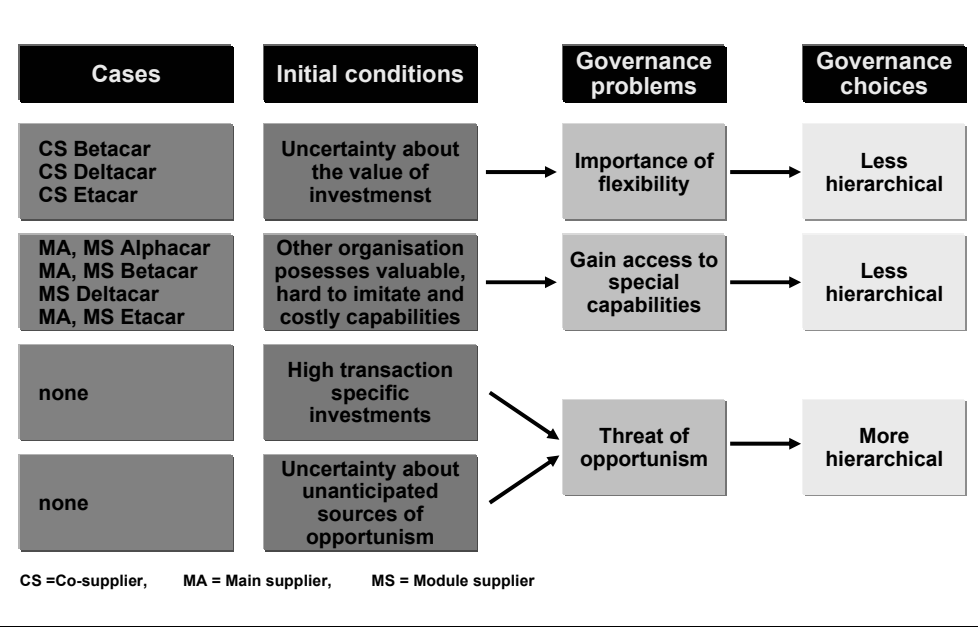 Cases
Initial conditions
Governance
problems
Governance
choices
CS Betacar
CS Deltacar
CS Etacar
Uncertainty about
the value of
investmenst
Importance of
flexibility
Less
hierarchical
MA, MS Alphacar
MA, MS Betacar
MS Deltacar
MA, MS Etacar
Other organisation
posesses valuable,
hard to imitate and
costly capabilities
Gain access to
special
capabilities
Less
hierarchical
none
High transaction
specific
investments
none
Uncertainty about
unanticipated
sources of
opportunism
Threat of
opportunism
More
hierarchical
CS =Co-supplier, MA = Main supplier, MS = Module supplier